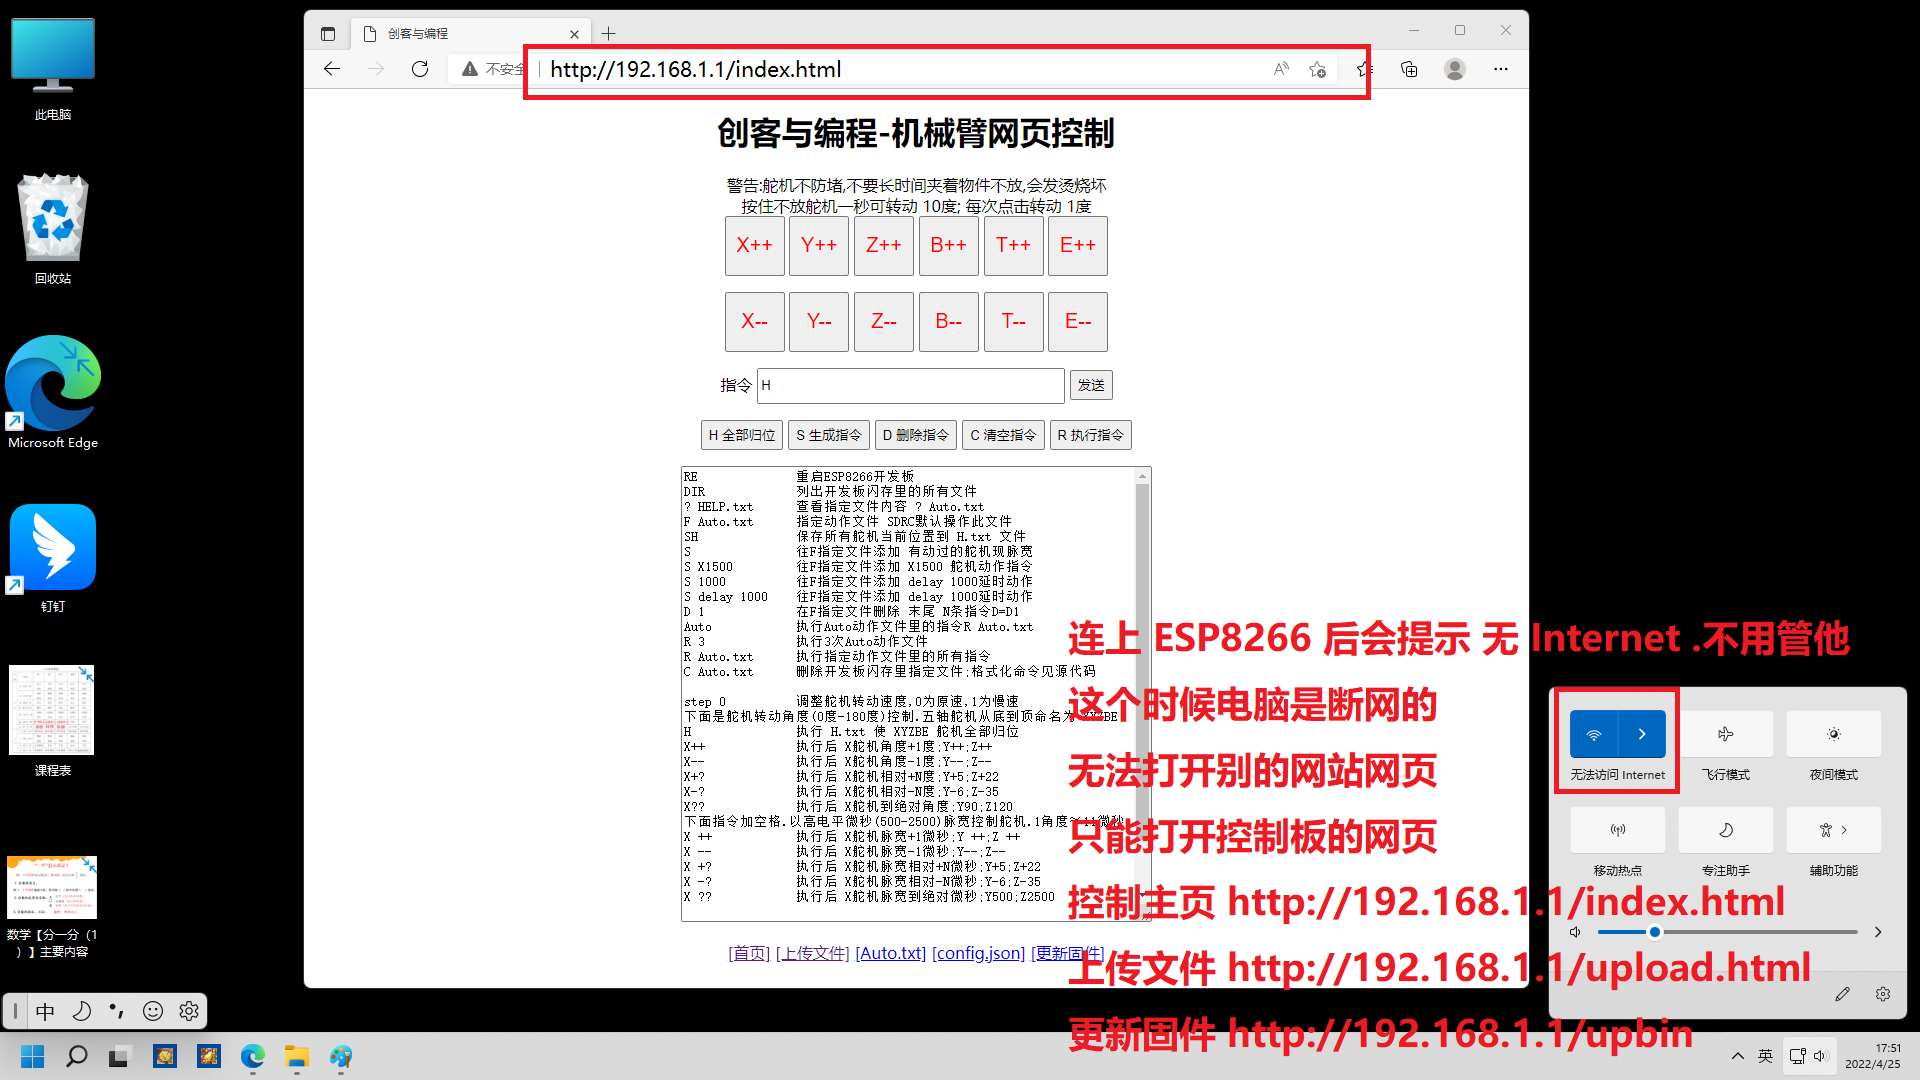 此电脑
回收站
Microsoft Edge
钉钉
课程表
数学【分一分（1
）】主要内容
创客与编程
不安全
http://192.168.1.1/index.html
创客与编程-机械臂网页控制
警告:舵机不防堵,不要长时间夹着物件不放,会发烫烧坏
按住不放舵机一秒可转动 10度; 每次点击转动 1度
X++ Y++ Z++ B++ T++ E++
X-- Y-- Z-- B-- T-- E--
指令 H 发送
H 全部归位 S 生成指令 D 删除指令 C 清空指令 R 执行指令
RE 重启ESP8266开发板
DIR 列出开发板闪存里的所有文件
? HELP.txt 查看指定文件内容 ? Auto.txt
F Auto.txt 指定动作文件 SDRC默认操作此文件
SH 保存所有舵机当前位置到 H.txt 文件
S 往F指定文件添加 有动过的舵机现脉宽
S X1500 往F指定文件添加 X1500 舵机动作指令
S 1000 往F指定文件添加 delay 1000延时动作
S delay 1000 往F指定文件添加 delay 1000延时动作
D 1 在F指定文件删除 末尾 N条指令D=D1
Auto 执行Auto动作文件里的指令R Auto.txt
R 3 执行3次Auto动作文件
R Auto.txt 执行指定动作文件里的所有指令
C Auto.txt 删除开发板闪存里指定文件;格式化命令见源代码
step 0 调整舵机转动速度,0为原速,1为慢速
下面是舵机转动角度(0度-180度)控制.五轴舵机从底到顶命名为 XYZBE
H 执行 H.txt 使 XYZBE 舵机全部归位
X++ 执行后 X舵机角度+1度;Y++;Z++
X-- 执行后 X舵机角度-1度;Y--;Z--
X+? 执行后 X舵机相对+N度;Y+5;Z+22
X-? 执行后 X舵机相对-N度;Y-6;Z-35
X?? 执行后 X舵机到绝对角度;Y90;Z120
下面指令加空格.以高电平微秒(500-2500)脉宽控制舵机.1角度≈11微秒
X ++ 执行后 X舵机脉宽+1微秒;Y ++;Z ++
X -- 执行后 X舵机脉宽-1微秒;Y--;Z--
X +? 执行后 X舵机脉宽相对+N微秒;Y+5;Z+22
X -? 执行后 X舵机脉宽相对-N微秒;Y-6;Z-35
X ?? 执行后 X舵机脉宽到绝对微秒;Y500;Z2500
[首页] [上传文件] [Auto.txt] [config.json] [更新固件]
连上 ESP8266 后会提示 无 Internet .不用管他
这个时候电脑是断网的
无法打开别的网站网页
只能打开控制板的网页
控制主页 http://192.168.1.1/index.html
上传文件 http://192.168.1.1/upload.html
更新固件 http://192.168.1.1/upbin
无法访问 Internet 飞行模式 夜间模式
移动热点 专注助手 辅助功能
中
英
17:51
2022/4/25